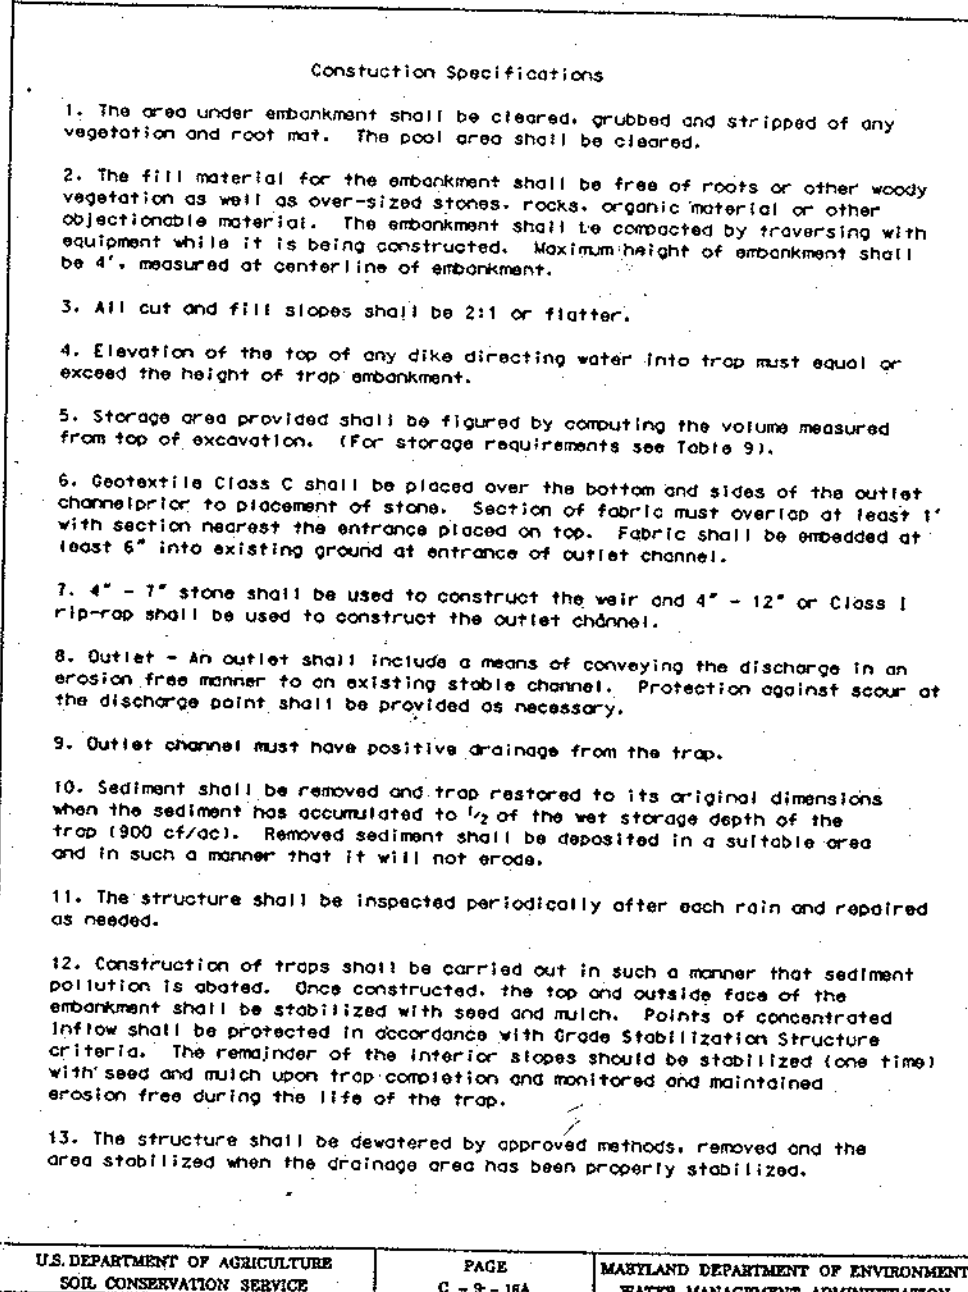 Constuction Specifications
1. The area under embankment shall be cleared, grubbed and stripped of any
vegetation and root mat. The pool area shall be cleared.
2. The fill material for the embankment shall be free of roots or other woody
vegetation as well as over-sized stones, rocks, organic material or other
objectionable material. The embankment shall be compacted by traversing with
equipment while it is being constructed. Maximum height of embankment shall
be 4', measured at centerline of embankment.
3. All cut and fill slopes shall be 2:1 or flatter.
4. Elevation of the top of any dike directing water into trap must equal or
exceed the height of trap embankment.
5. Storage area provided shall be figured by computing the volume measured
from top of excavation. (For storage requirements see Table 9).
6. Geotextile Class C shall be placed over the bottom and sides of the outlet
channelprior to placement of stone. Section of fabric must overlap at least 1'
with section nearest the entrance placed on top. Fabric shall be embedded at
least 6" into existing ground at entrance of outlet channel.
7. 4" - 7" stone shall be used to construct the weir and 4" - 12" or Class I
rip-rap shall be used to construct the outlet channel.
8. Outlet - An outlet shall include a means of conveying the discharge in an
erosion free manner to an existing stable channel. Protection against scour at
the discharge point shall be provided as necessary.
9. Outlet channel must have positive drainage from the trap.
10. Sediment shall be removed and trap restored to its original dimensions
when the sediment has accumulated to 1/2 of the wet storage depth of the
trap (900 cf/ac). Removed sediment shall be deposited in a suitable area
and in such a manner that it will not erode.
11. The structure shall be inspected periodically after each rain and repaired
as needed.
12. Construction of traps shall be carried out in such a manner that sediment
pollution is abated. Once constructed, the top and outside face of the
embankment shall be stabilized with seed and mulch. Points of concentrated
inflow shall be protected in accordance with Grade Stabilization Structure
criteria. The remainder of the interior slopes should be stabilized (one time)
with seed and mulch upon trap completion and monitored and maintained
erosion free during the life of the trap.
13. The structure shall be dewatered by approved methods, removed and the
area stabilized when the drainage area has been properly stabilized.
U.S. DEPARTMENT OF AGRICULTURE
SOIL CONSERVATION SERVICE
PAGE
C - 9 - 16A
MARYLAND DEPARTMENT OF ENVIRONMENT
WATER MANAGEMENT ADMINISTRATION